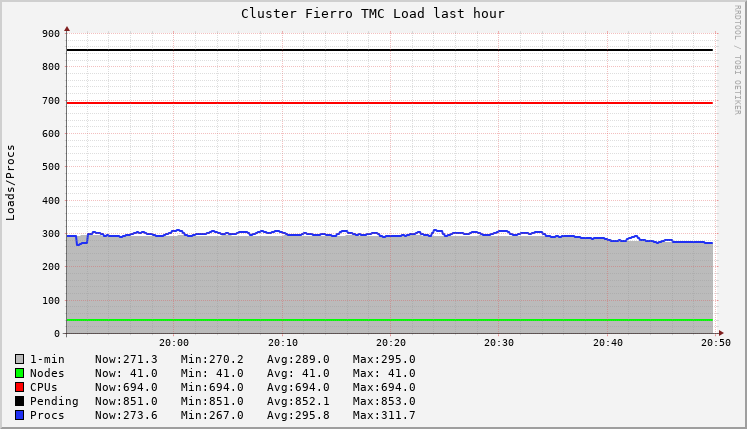 Cluster Fierro TMC Load last hour
RRDTOOL / TOBI OETIKER
Loads/Procs
900
800
700
600
500
400
300
200
100
0
20:00 20:10 20:20 20:30 20:40 20:50
1-min Now:271.3 Min:270.2 Avg:289.0 Max:295.0
Nodes Now: 41.0 Min: 41.0 Avg: 41.0 Max: 41.0
CPUs Now:694.0 Min:694.0 Avg:694.0 Max:694.0
Pending Now:851.0 Min:851.0 Avg:852.1 Max:853.0
Procs Now:273.6 Min:267.0 Avg:295.8 Max:311.7